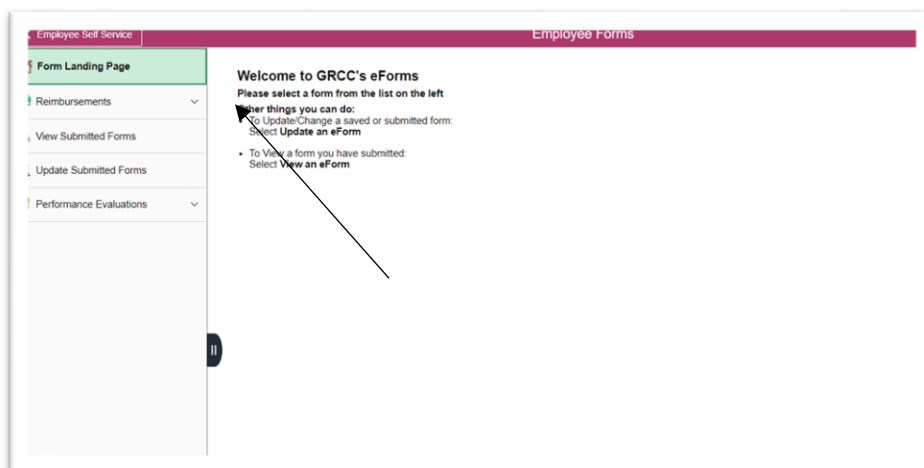 Employee Self Service
Employee Forms
Form Landing Page
Reimbursements
View Submitted Forms
Update Submitted Forms
Performance Evaluations
Welcome to GRCC's eForms
Please select a form from the list on the left
Other things you can do:
• To Update/Change a saved or submitted form:
Select Update an eForm
• To View a form you have submitted:
Select View an eForm